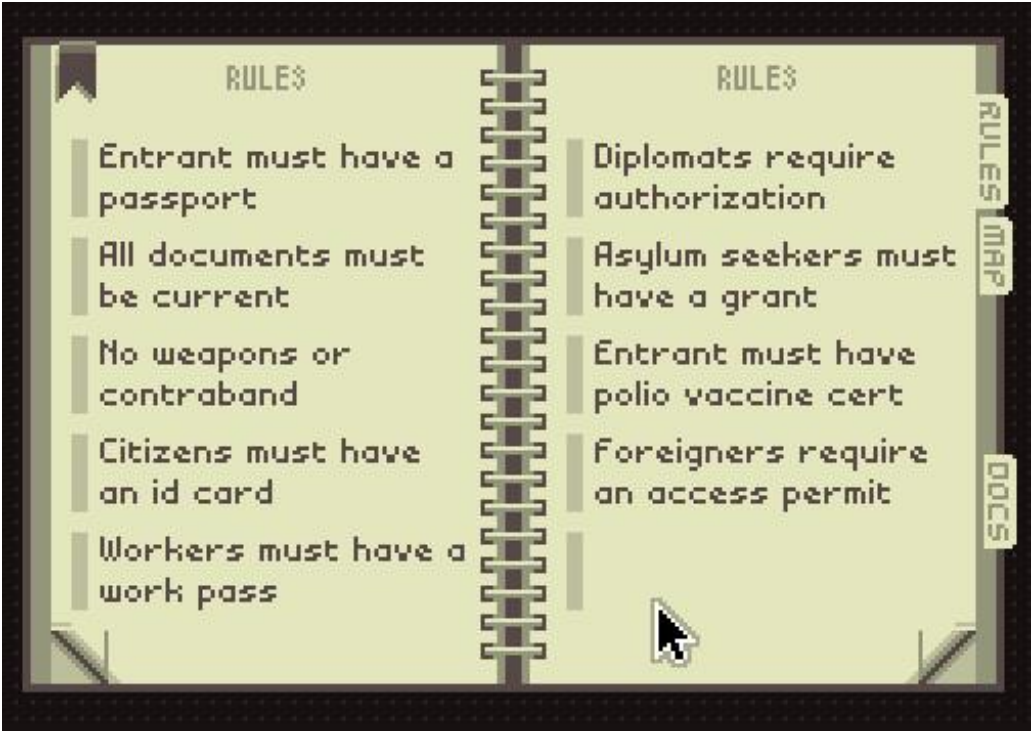 RULES
Entrant must have a
passport
All documents must
be current
No weapons or
contraband
Citizens must have
an id card
Workers must have a
work pass
RULES
Diplomats require
authorization
Asylum seekers must
have a grant
Entrant must have
polio vaccine cert
Foreigners require
an access permit
RULES
MAP
DOCS